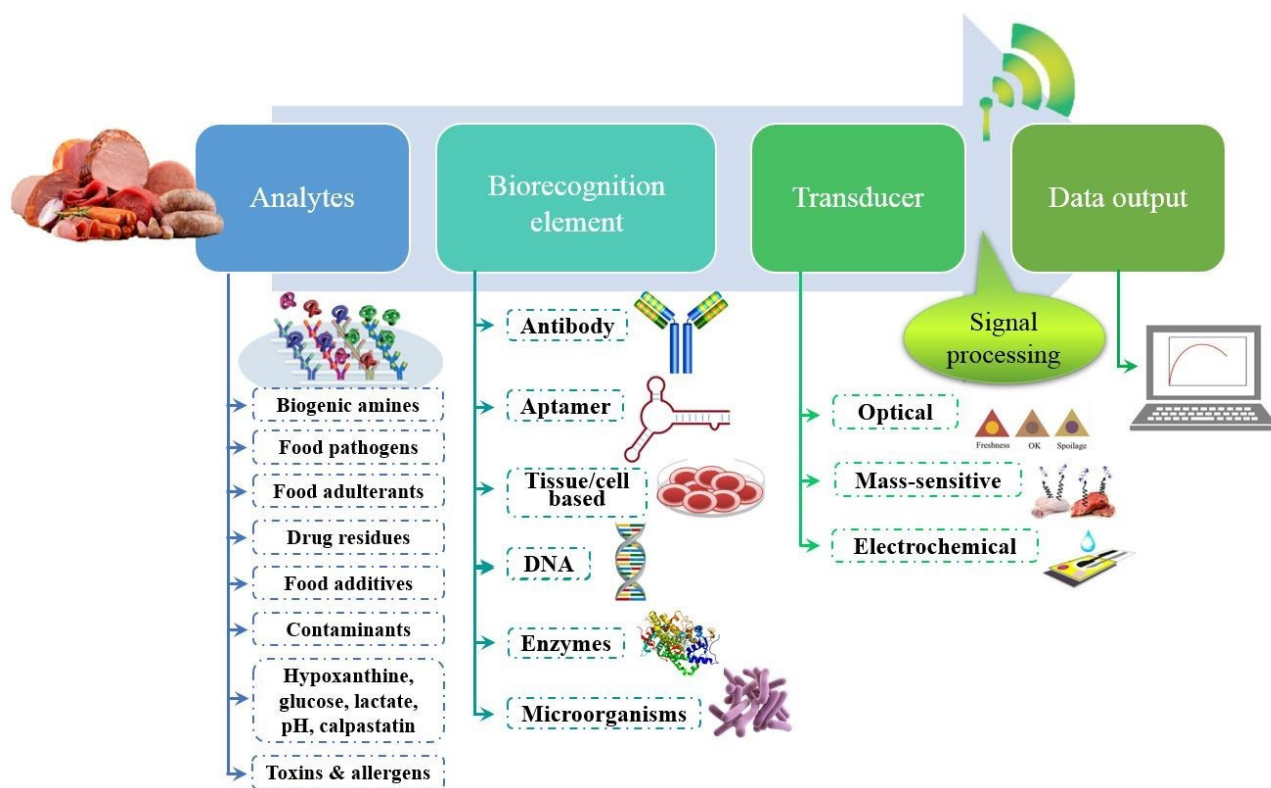 Analytes
Biorecognition
element
Transducer
Data output
Signal
processing
Biogenic amines
Food pathogens
Food adulterants
Drug residues
Food additives
Contaminants
Hypoxanthine,
glucose, lactate,
pH, calpastatin
Toxins & allergens
Antibody
Aptamer
Tissue/cell
based
DNA
Enzymes
Microorganisms
Optical
Freshness
OK
Spoilage
Mass-sensitive
Electrochemical